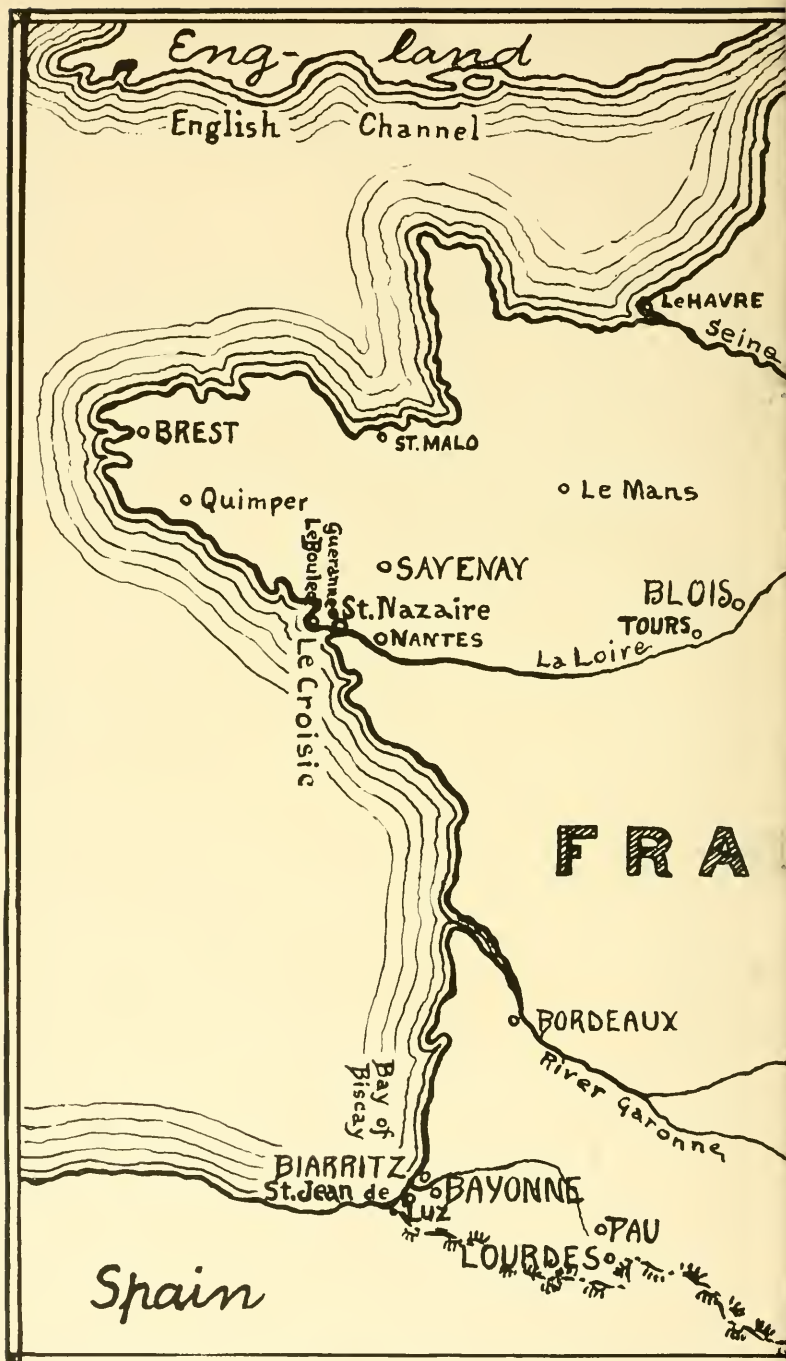 Eng- land
English Channel
LeHAVRE
Seine
BREST
ST. MALO
Quimper
Le Mans
Guerande
SAVENAY
BLOIS
St. Nazaire
TOURS
NANTES
La Loire
Le Croisic
FRA
BORDEAUX
River Garonne
Bay of
Biscay
BIARRITZ
St. Jean de
Luz
BAYONNE
PAU
LOURDES
Spain